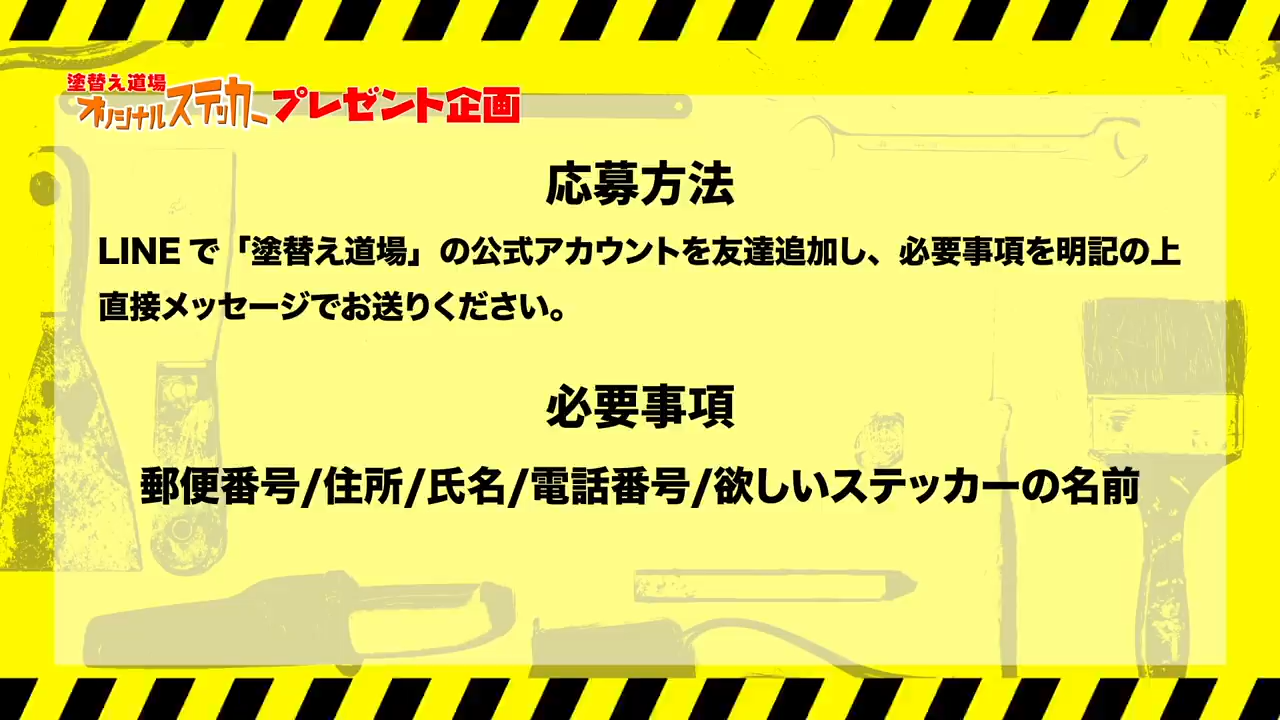 塗替え道場
オリジナルステッカープレゼント企画
応募方法
LINEで「塗替え道場」の公式アカウントを友達追加し、必要事項を明記の上
直接メッセージでお送りください。
必要事項
郵便番号/住所/氏名/電話番号/欲しいステッカーの名前